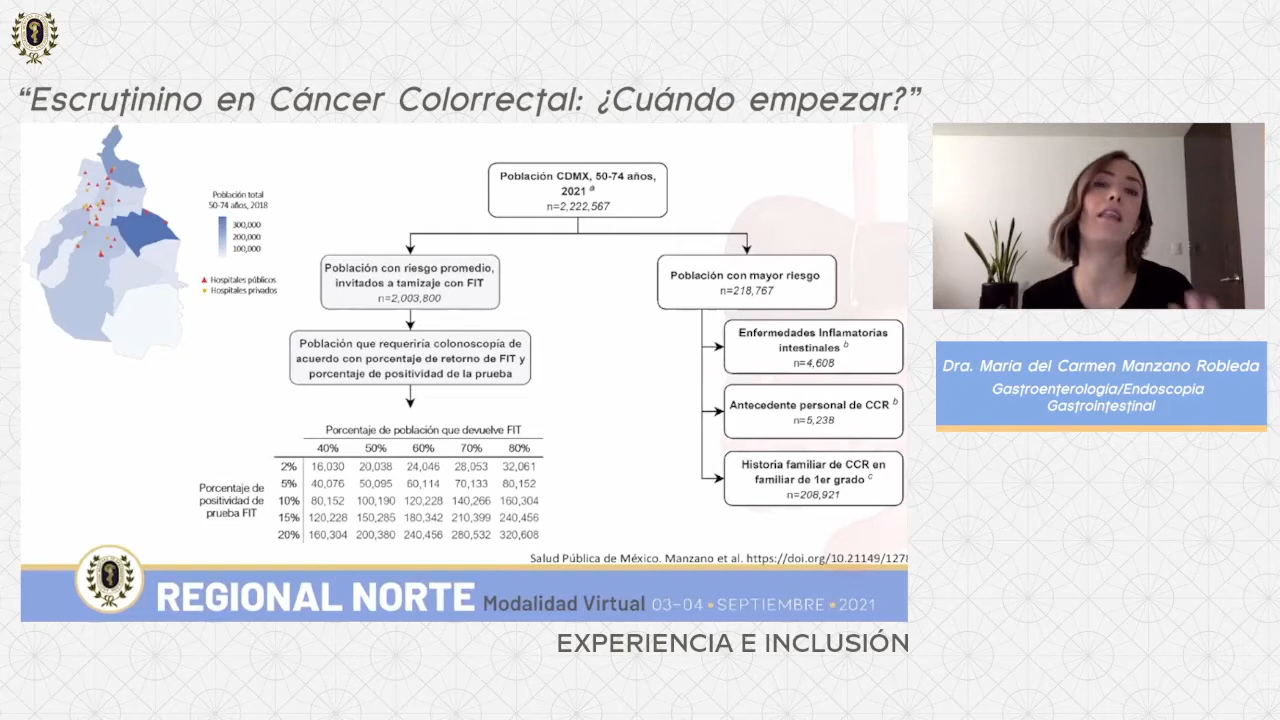 “Escrutinino en Cáncer Colorrectal: ¿Cuándo empezar?”
Población total
50-74 años, 2018
300,000
200,000
100,000
Hospitales públicos
Hospitales privados
Población CDMX, 50-74 años,
2021 a
n=2,222,567
Población con riesgo promedio,
invitados a tamizaje con FIT
n=2,003,800
Población que requeriría colonoscopía de
acuerdo con porcentaje de retorno de FIT y
porcentaje de positividad de la prueba
Población con mayor riesgo
n=218,767
Enfermedades Inflamatorias
intestinales b
n=4,608
Antecedente personal de CCR b
n=5,238
Historia familiar de CCR en
familiar de 1er grado c
n=208,921
Porcentaje de población que devuelve FIT
40% 50% 60% 70% 80%
Porcentaje de
positividad de
prueba FIT
2% 16,030 20,038 24,046 28,053 32,061
5% 40,076 50,095 60,114 70,133 80,152
10% 80,152 100,190 120,228 140,266 160,304
15% 120,228 150,285 180,342 210,399 240,456
20% 160,304 200,380 240,456 280,532 320,608
Salud Pública de México. Manzano et al. https://doi.org/10.21149/1278
REGIONAL NORTE Modalidad Virtual 03-04 • SEPTIEMBRE • 2021
EXPERIENCIA E INCLUSIÓN
Dra. María del Carmen Manzano Robleda
Gastroenterología/Endoscopia
Gastrointestinal